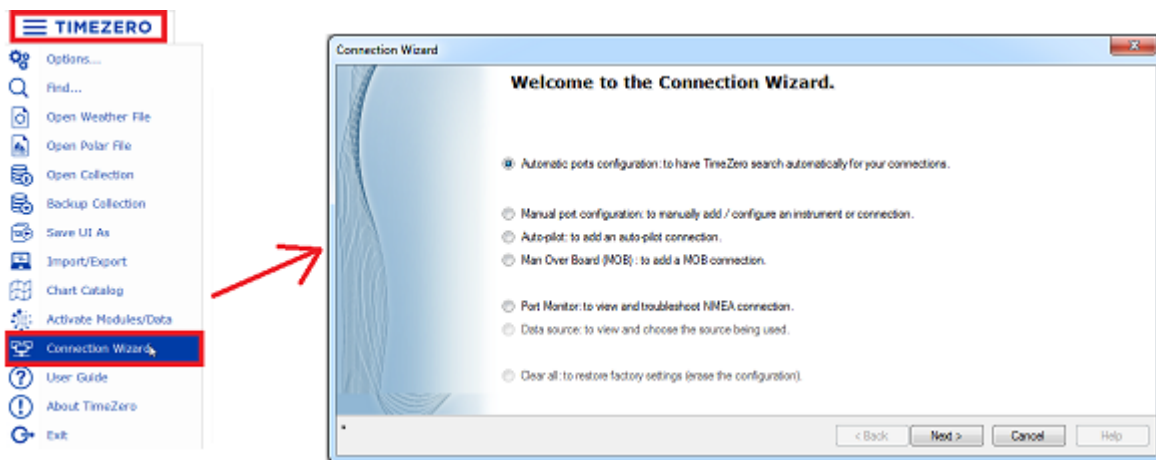 TIMEZERO
Options...
Find...
Open Weather File
Open Polar File
Open Collection
Backup Collection
Save UI As
Import/Export
Chart Catalog
Activate Modules/Data
Connection Wizard
User Guide
About TimeZero
Exit
Connection Wizard
Welcome to the Connection Wizard.
Automatic ports configuration: to have TimeZero search automatically for your connections.
Manual port configuration: to manually add / configure an instrument or connection.
Auto-pilot: to add an auto-pilot connection.
Man Over Board (MOB) : to add a MOB connection.
Port Monitor: to view and troubleshoot NMEA connection.
Data source: to view and choose the source being used.
Clear all: to restore factory settings (erase the configuration).
< Back Next > Cancel Help